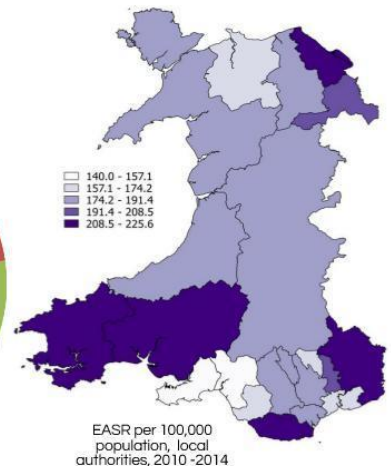 140.0 - 157.1
157.1 - 174.2
174.2 - 191.4
191.4 - 208.5
208.5 - 225.6
EASR per 100,000
population, local
authorities, 2010 -2014